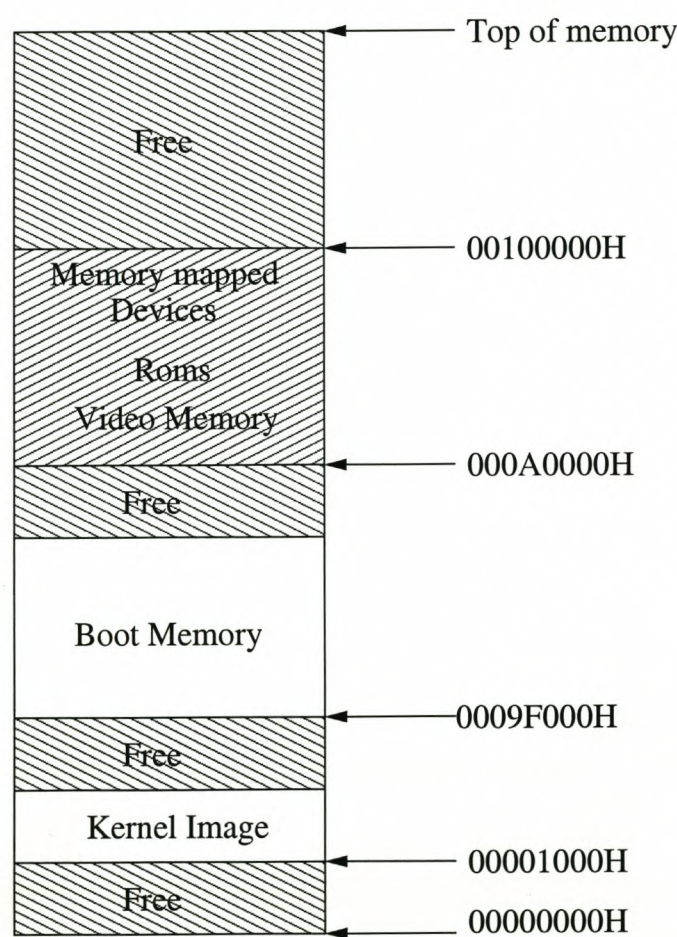 Top of memory
Free
00100000H
Memory mapped
Devices
Roms
Video Memory
000A0000H
Free
Boot Memory
0009F000H
Free
Kernel Image
00001000H
Free
00000000H